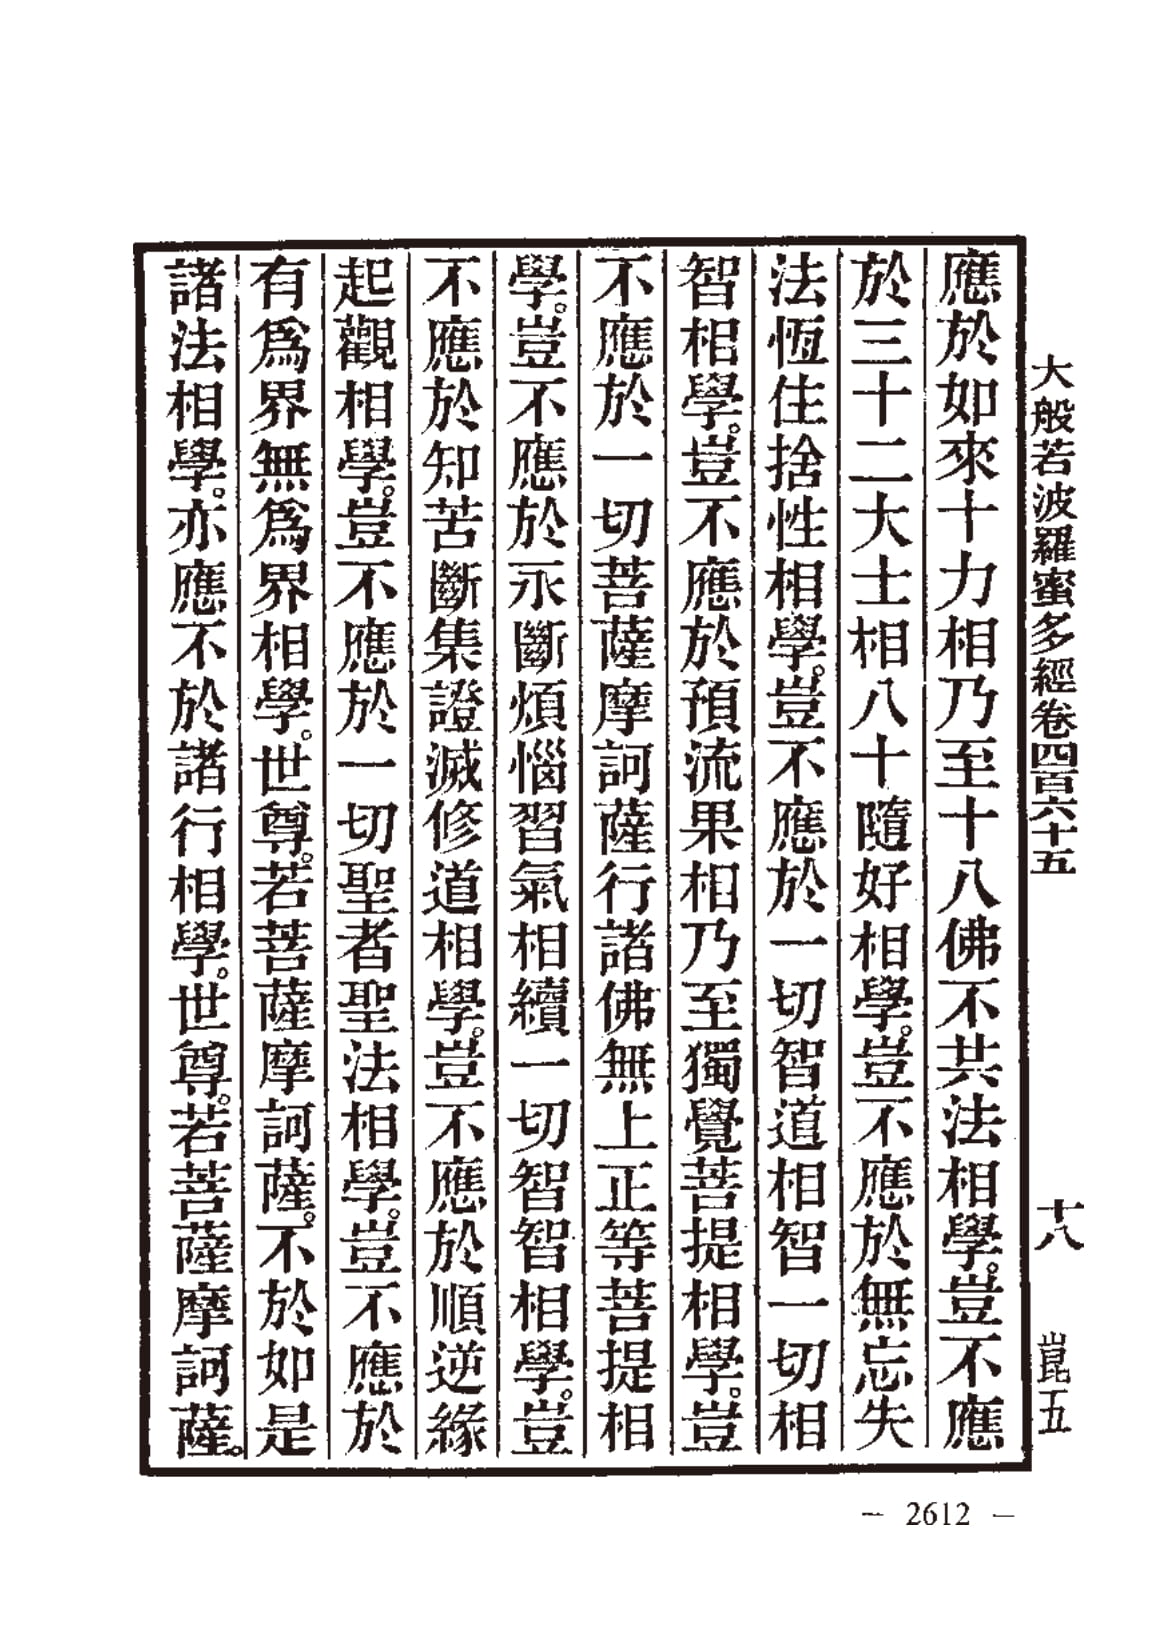 大般若波羅蜜多經卷四百六十五 十八 崑五
應於如來十力相乃至十八佛不共法相學。豈不應
於三十二大士相八十隨好相學。豈不應於無忘失
法恆住捨性相學。豈不應於一切智道相智一切相
智相學。豈不應於預流果相乃至獨覺菩提相學。豈
不應於一切菩薩摩訶薩行諸佛無上正等菩提相
學。豈不應於永斷煩惱習氣相續一切智智相學。豈
不應於知苦斷集證滅修道相學。豈不應於順逆緣
起觀相學。豈不應於一切聖者聖法相學。豈不應於
有爲界無爲界相學。世尊。若菩薩摩訶薩。不於如是
諸法相學。亦應不於諸行相學。世尊。若菩薩摩訶薩。
— 2612 —